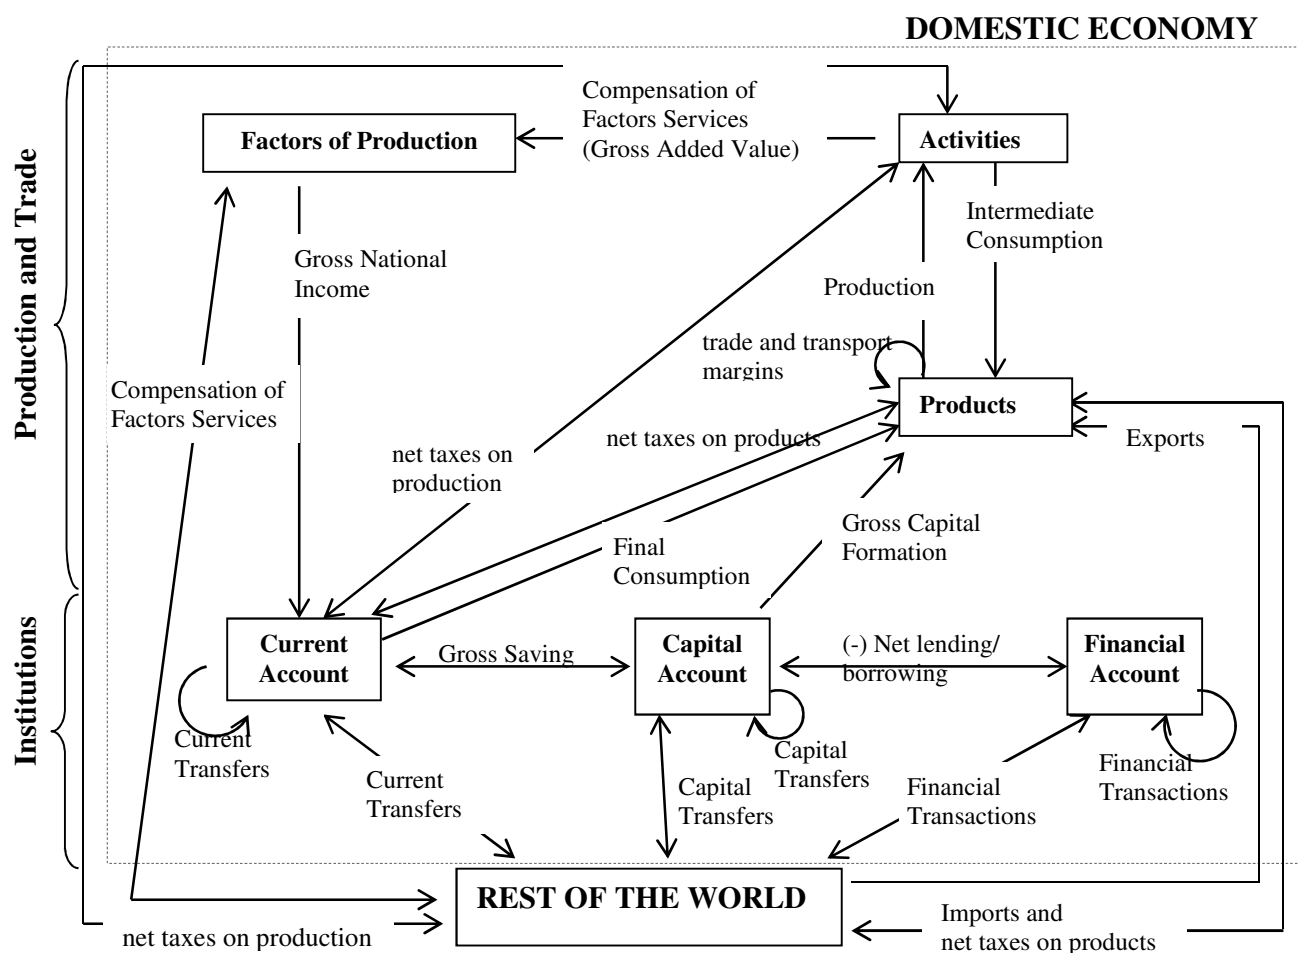 DOMESTIC ECONOMY
Production and Trade
Institutions
Factors of Production
Compensation of
Factors Services
(Gross Added Value)
Activities
Gross National
Income
Intermediate
Consumption
Production
trade and transport
margins
Compensation of
Factors Services
Products
net taxes on products
Exports
net taxes on
production
Gross Capital
Formation
Final
Consumption
Current
Account
Gross Saving
Capital
Account
(-) Net lending/
borrowing
Financial
Account
Current
Transfers
Current
Transfers
Capital
Transfers
Capital
Transfers
Financial
Transactions
Financial
Transactions
REST OF THE WORLD
net taxes on production
Imports and
net taxes on products